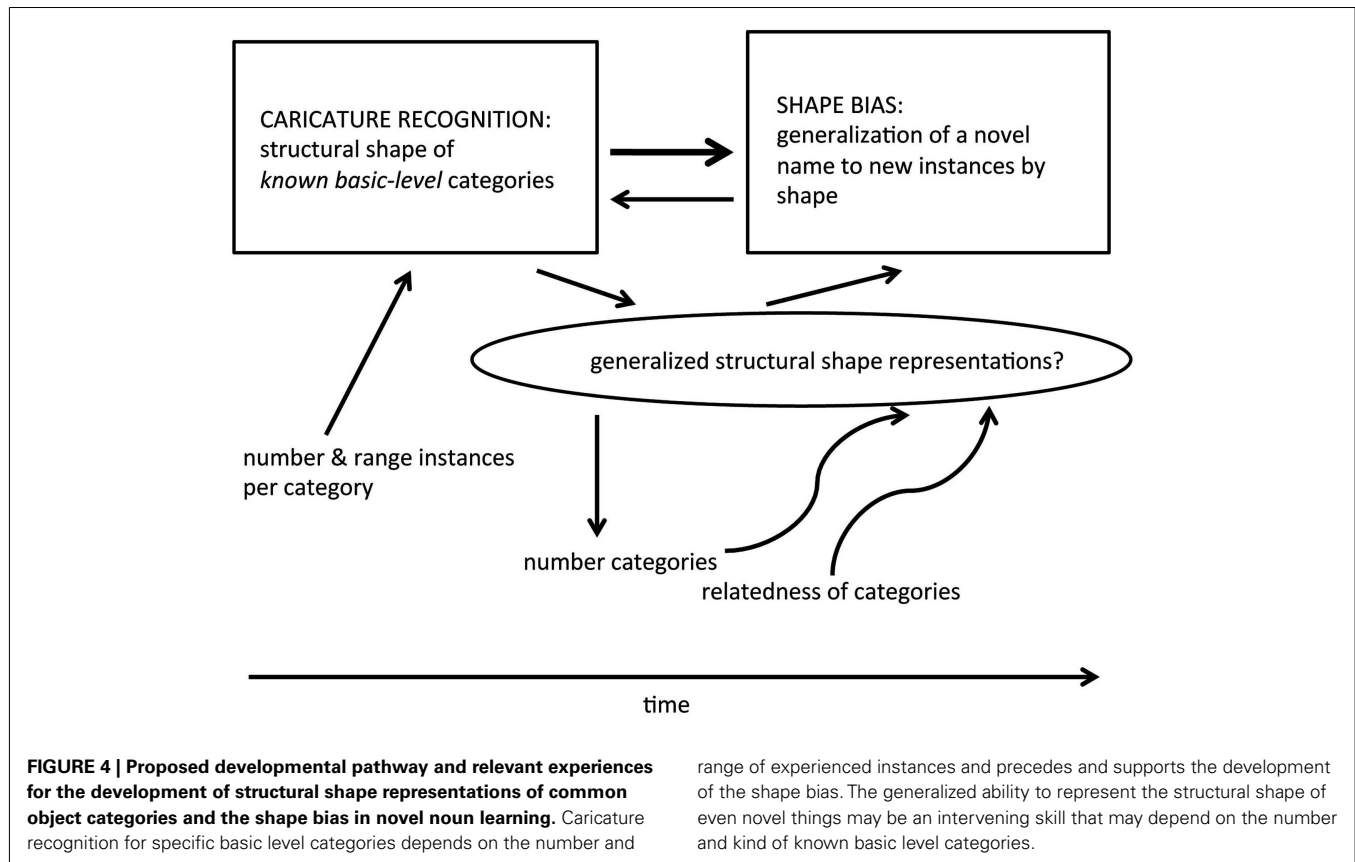 CARICATURE RECOGNITION:
structural shape of
known basic-level categories
SHAPE BIAS:
generalization of a novel
name to new instances by
shape
generalized structural shape representations?
number & range instances
per category
number categories
relatedness of categories
time
FIGURE 4 | Proposed developmental pathway and relevant experiences
for the development of structural shape representations of common
object categories and the shape bias in novel noun learning. Caricature
recognition for specific basic level categories depends on the number and
range of experienced instances and precedes and supports the development
of the shape bias. The generalized ability to represent the structural shape of
even novel things may be an intervening skill that may depend on the number
and kind of known basic level categories.